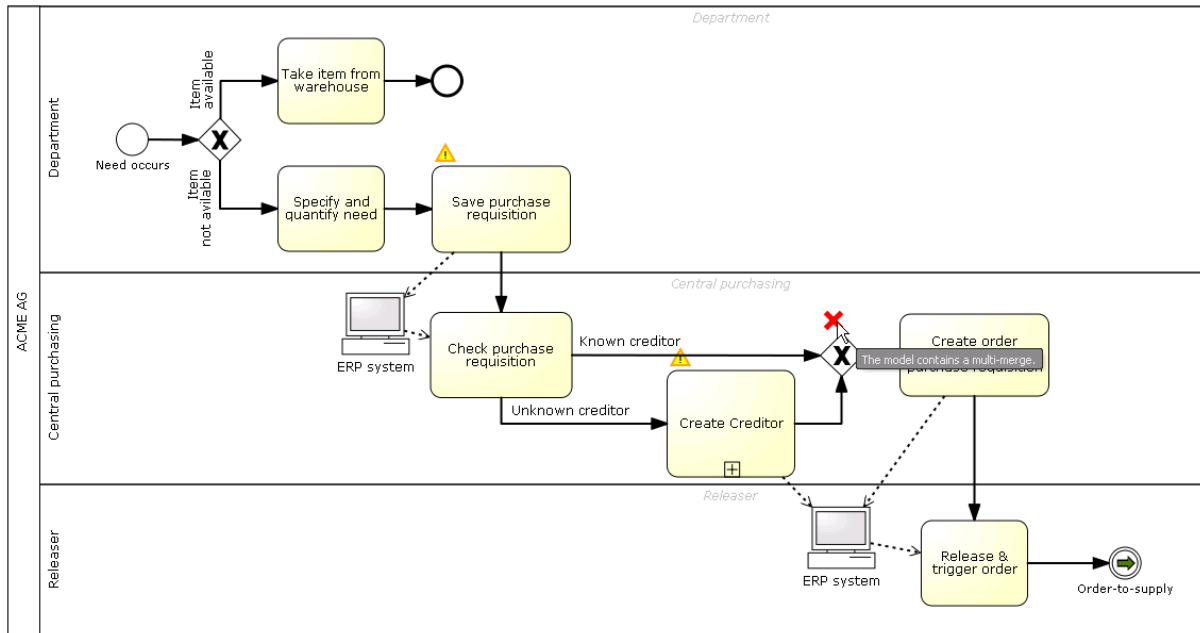 Department
ACME AG
Department
Need occurs
Item
available
Item
not avilable
Take item from
warehouse
Specify and
quantify need
Save purchase
requisition
Central purchasing
Central purchasing
ERP system
Check purchase
requisition
Known creditor
Unknown creditor
Create Creditor
The model contains a multi-merge.
Create order
purchase requisition
Releaser
Releaser
ERP system
Release &
trigger order
Order-to-supply